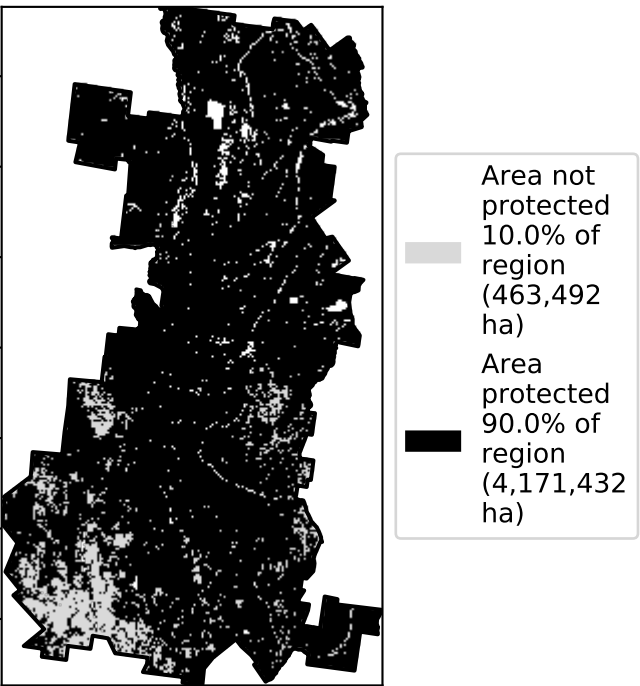 Area not
protected
10.0% of
region
(463,492
ha)
Area
protected
90.0% of
region
(4,171,432
ha)